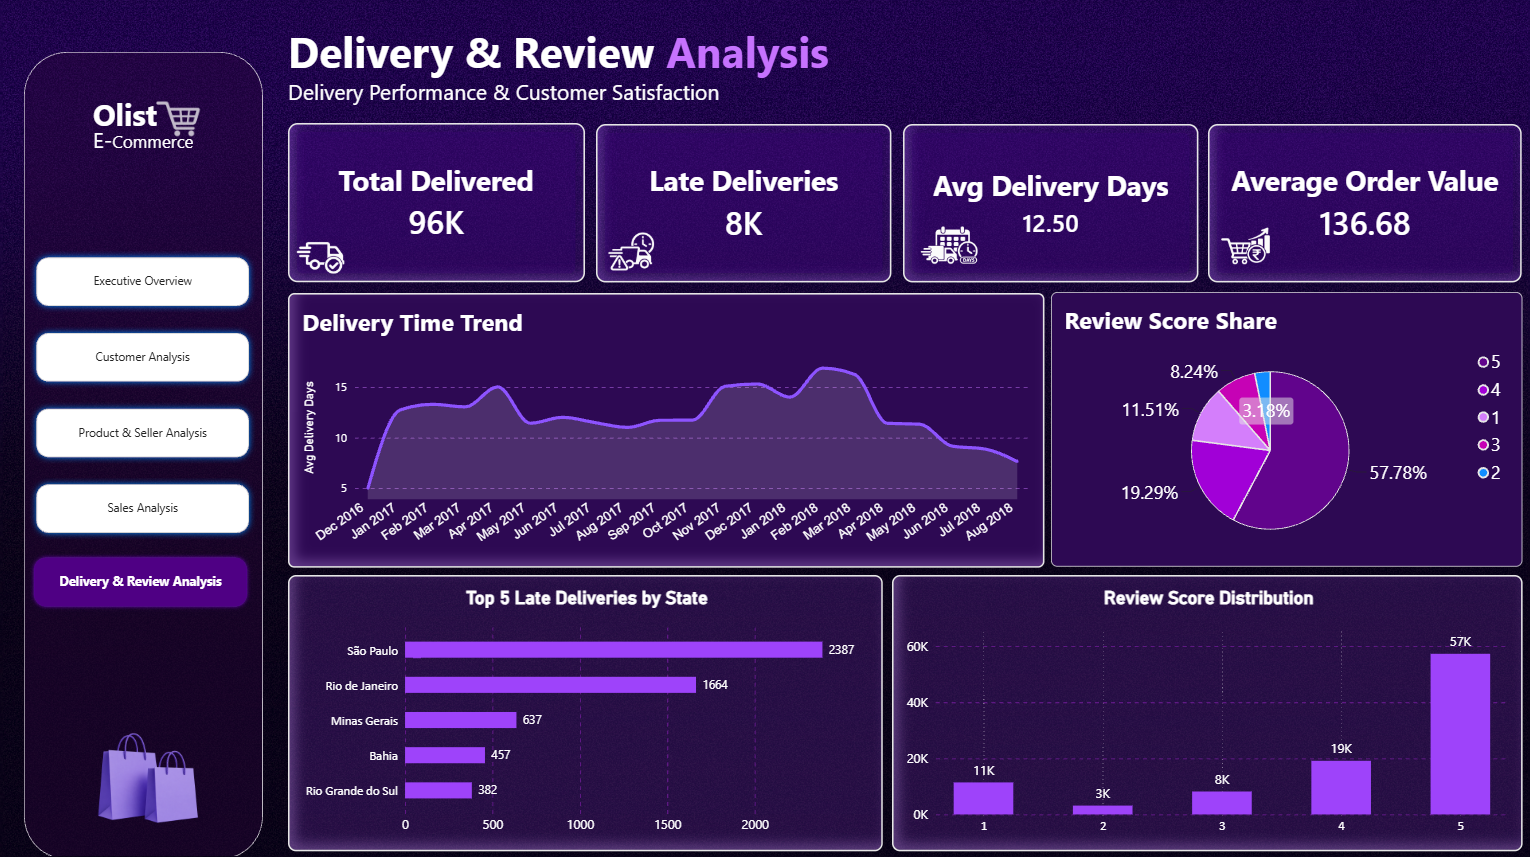 Delivery & Review Analysis
Delivery Performance & Customer Satisfaction
Olist
E-Commerce
Executive Overview
Customer Analysis
Product & Seller Analysis
Sales Analysis
Delivery & Review Analysis
Total Delivered
96K
Late Deliveries
8K
Avg Delivery Days
12.50
DAYS
Average Order Value
136.68
₹
Delivery Time Trend
Avg Delivery Days
15
10
5
Dec 2016
Jan 2017
Feb 2017
Mar 2017
Apr 2017
May 2017
Jun 2017
Jul 2017
Aug 2017
Sep 2017
Oct 2017
Nov 2017
Dec 2017
Jan 2018
Feb 2018
Mar 2018
Apr 2018
May 2018
Jun 2018
Jul 2018
Aug 2018
Review Score Share
8.24%
11.51%
3.18%
19.29%
57.78%
5
4
1
3
2
Top 5 Late Deliveries by State
São Paulo 2387
Rio de Janeiro 1664
Minas Gerais 637
Bahia 457
Rio Grande do Sul 382
0 500 1000 1500 2000
Review Score Distribution
60K
40K
20K
0K
11K
3K
8K
19K
57K
1 2 3 4 5